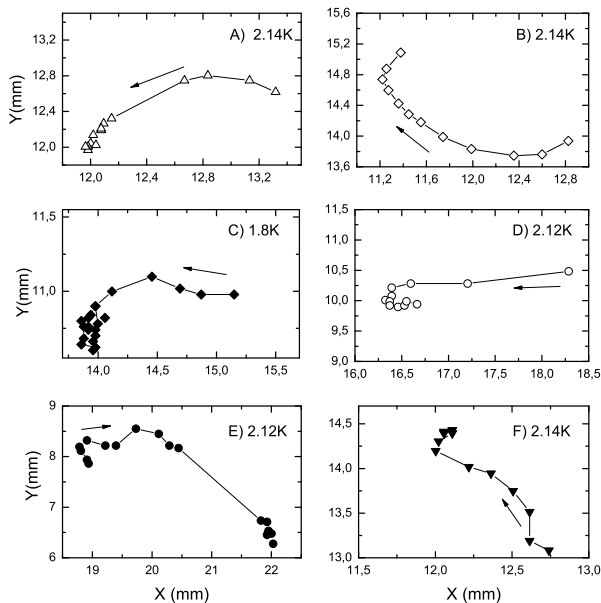 A) 2.14K
13,2
12,8
12,4
12,0
Y(mm)
12,0 12,4 12,8 13,2
B) 2.14K
15,6
15,2
14,8
14,4
14,0
13,6
11,2 11,6 12,0 12,4 12,8
C) 1.8K
11,5
11,0
Y(mm)
14,0 14,5 15,0 15,5
D) 2.12K
11,5
11,0
10,5
10,0
9,5
9,0
16,0 16,5 17,0 17,5 18,0 18,5
E) 2.12K
9
8
7
6
Y(mm)
19 20 21 22
X (mm)
F) 2.14K
14,5
14,0
13,5
13,0
11,5 12,0 12,5 13,0
X (mm)